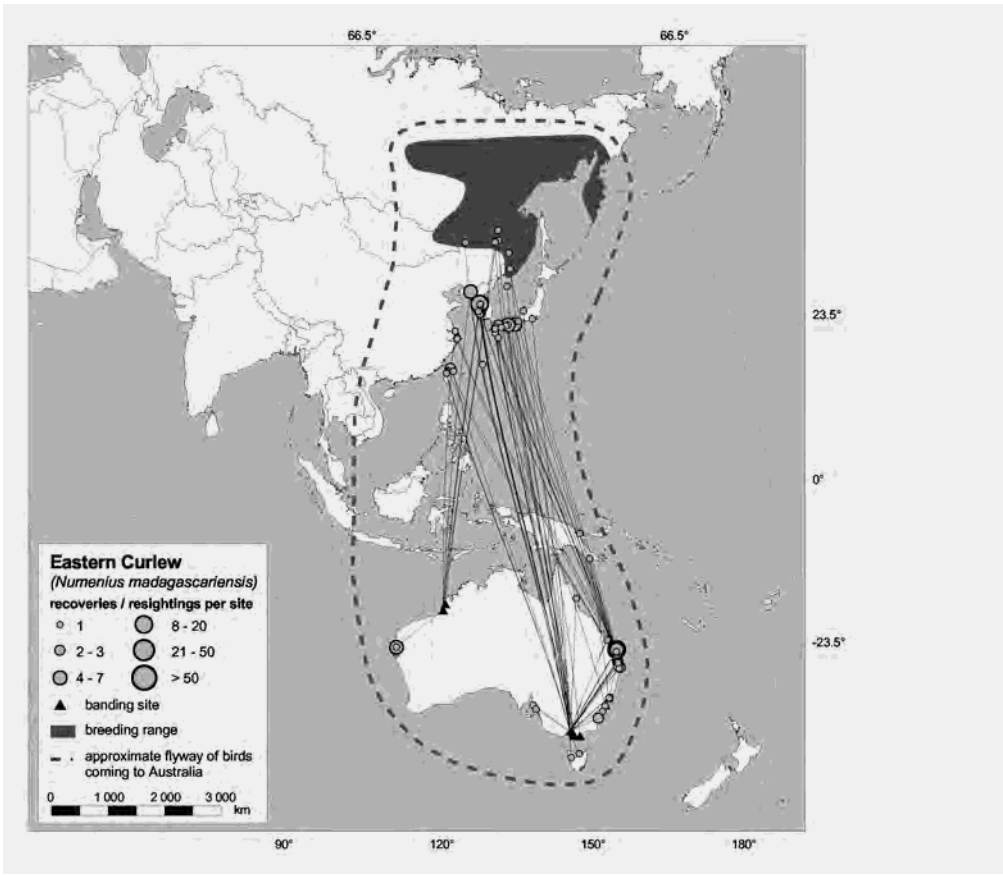 66.5° 66.5°
23.5°
0°
-23.5°
Eastern Curlew
(Numenius madagascariensis)
recoveries / resightings per site
1 8 - 20
2 - 3 21 - 50
4 - 7 > 50
banding site
breeding range
approximate flyway of birds
coming to Australia
0 1 000 2 000 3 000
km
90° 120° 150° 180°